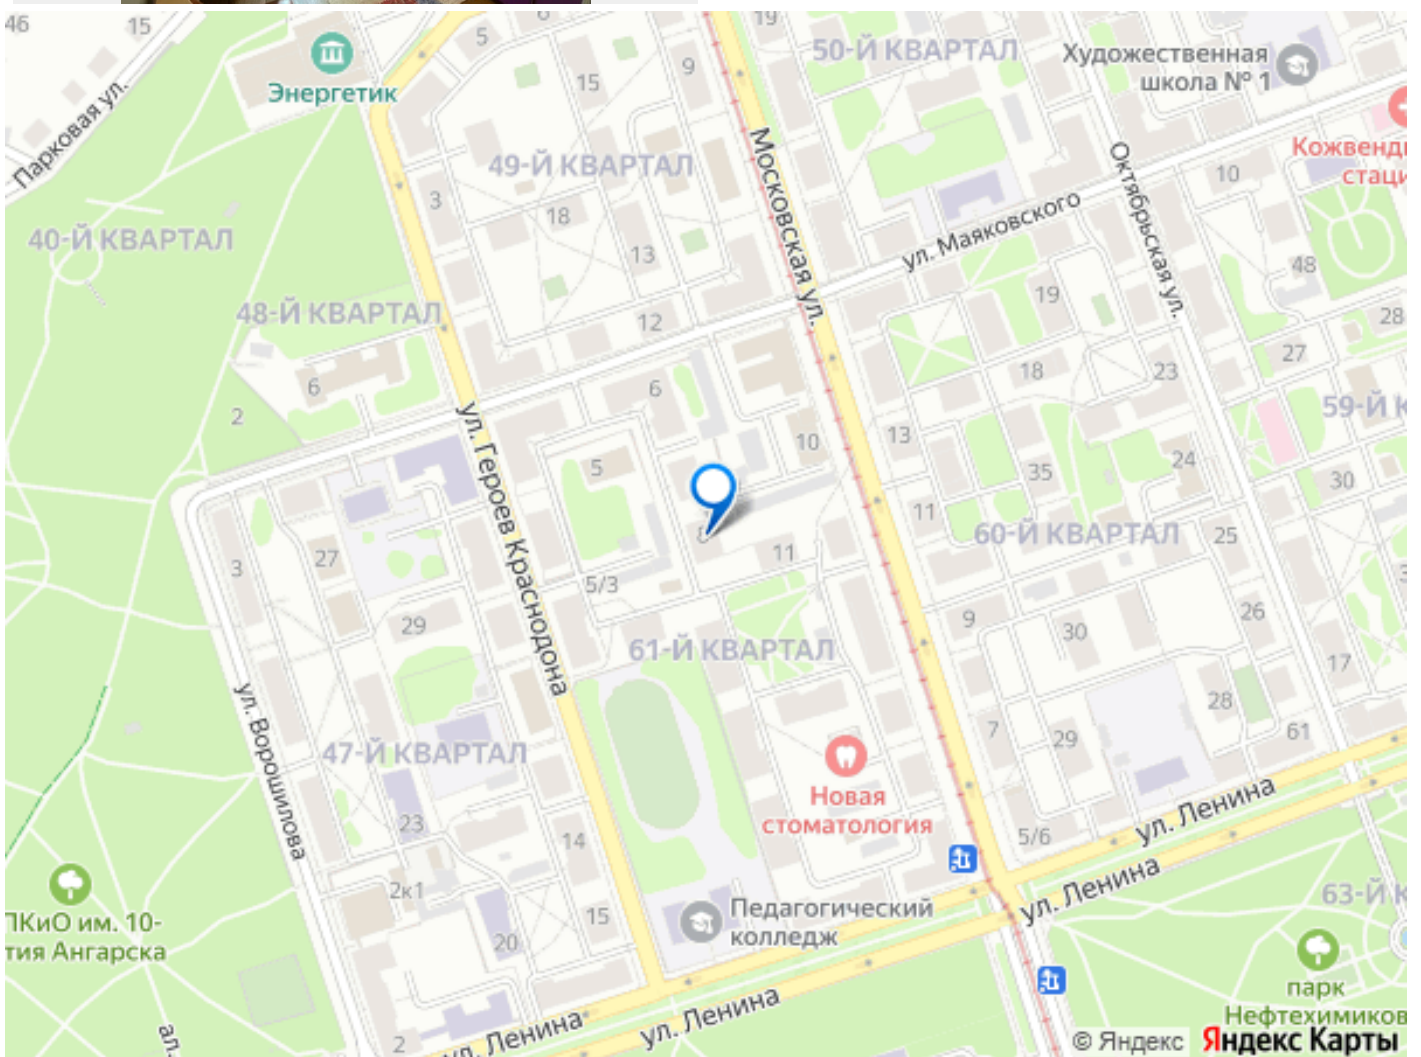 46
15
5
6
19
50-Й КВАРТАЛ
Художественная
школа № 1
Энергетик
15
9
Парковая ул.
49-Й КВАРТАЛ
Московская ул.
Октябрьская ул.
Кожвенд
стаци
10
3
18
13
40-Й КВАРТАЛ
ул. Маяковского
48
19
48-Й КВАРТАЛ
12
28
27
6
6
18
23
2
59-Й К
ул. Героев Краснодона
10
13
5
35
24
30
11
60-Й КВАРТАЛ
25
3
27
11
5/3
29
9
30
26
61-Й КВАРТАЛ
17
ул. Ворошилова
47-Й КВАРТАЛ
28
7
29
61
Новая
стоматология
23
14
5/6
ул. Ленина
2к1
ул. Ленина
63-Й К
ПКиО им. 10-
тия Ангарска
15
20
Педагогический
колледж
парк
Нефтехимиков
ал.
2
ул. Ленина
ул. Ленина
© Яндекс Яндекс Карты